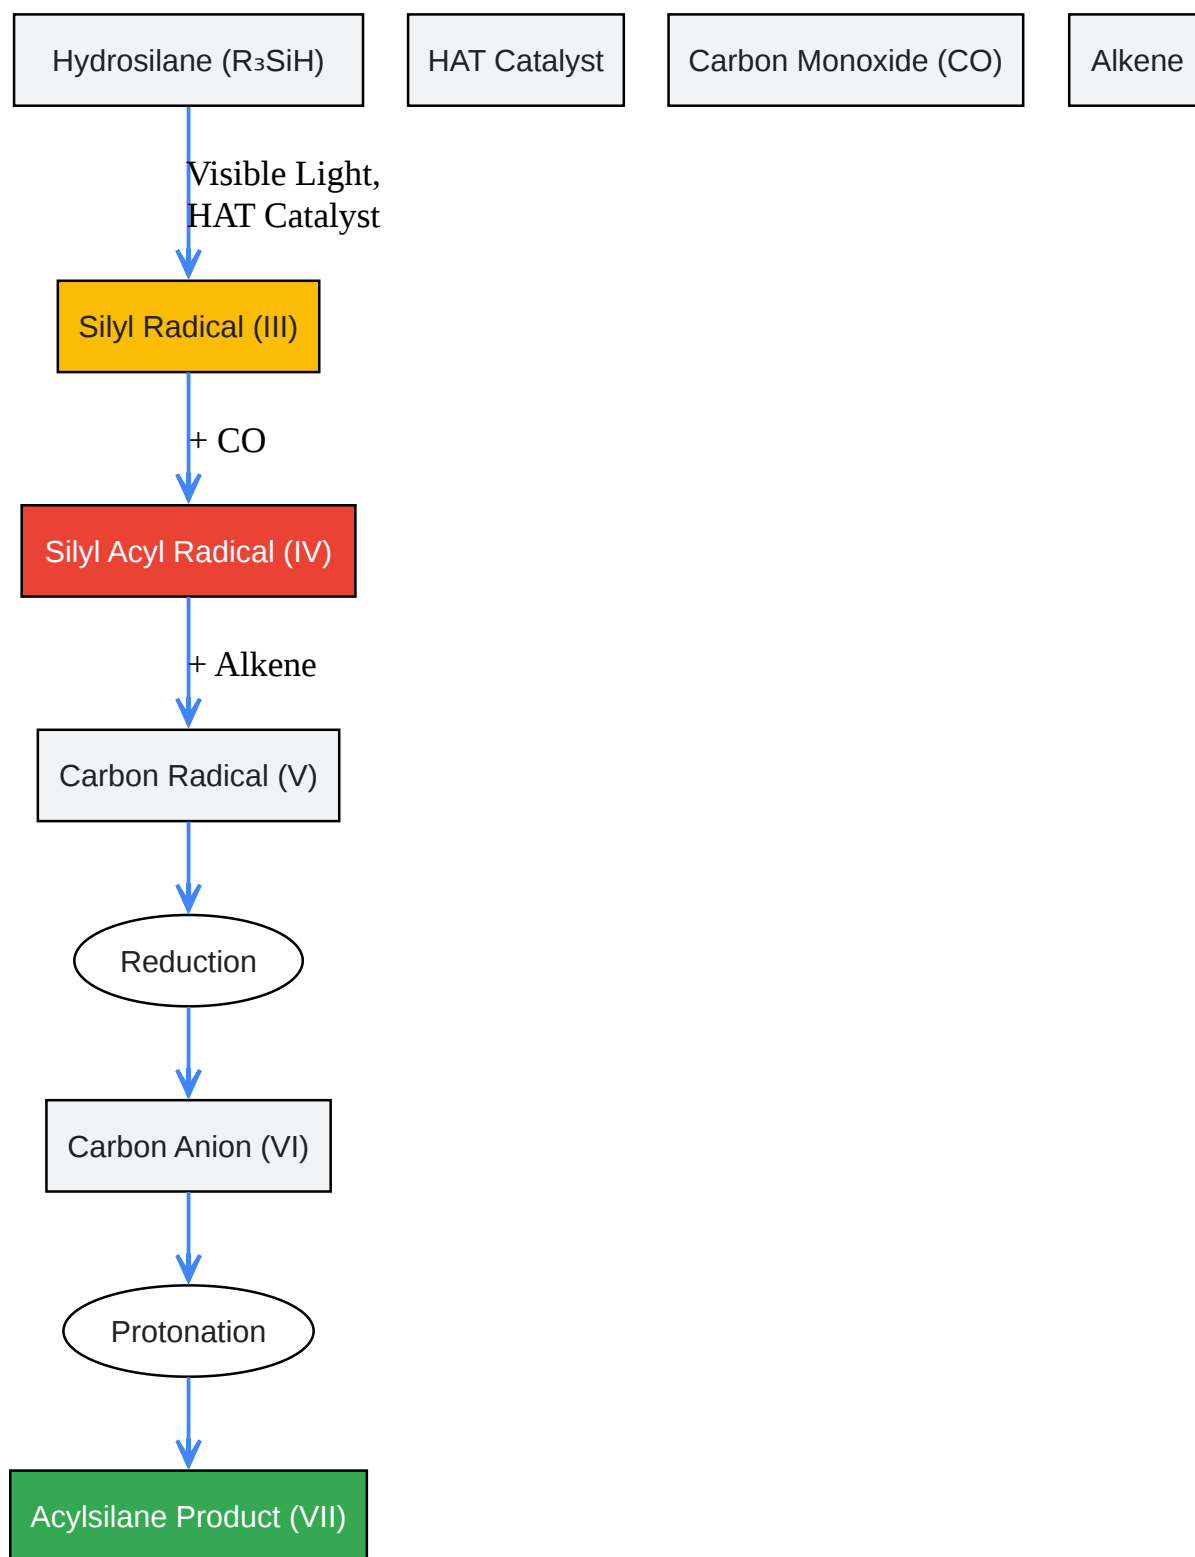 Hydrosilane (R₃SiH)
HAT Catalyst
Carbon Monoxide (CO)
Alkene
Visible Light,
HAT Catalyst
Silyl Radical (III)
+ CO
Silyl Acyl Radical (IV)
+ Alkene
Carbon Radical (V)
Reduction
Carbon Anion (VI)
Protonation
Acylsilane Product (VII)